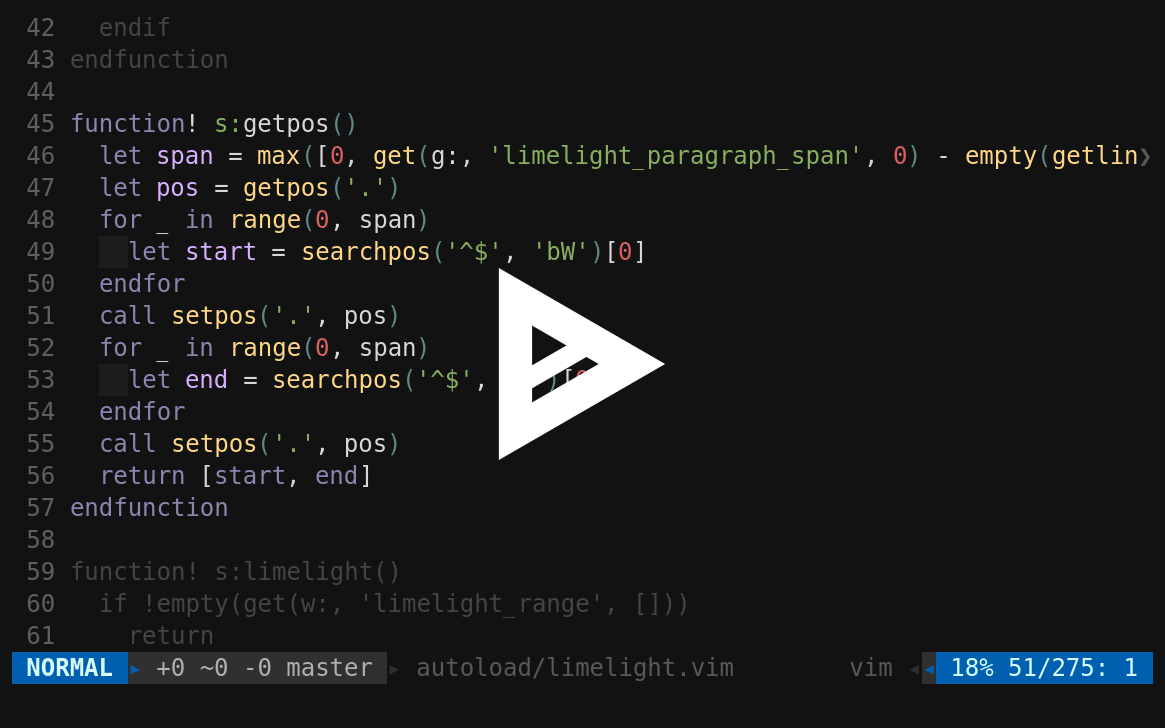 42   endif
43 endfunction
44
45 function! s:getpos()
46   let span = max([0, get(g:, 'limelight_paragraph_span', 0) - empty(getlin❯
47   let pos = getpos('.')
48   for _ in range(0, span)
49     let start = searchpos('^$', 'bW')[0]
50   endfor
51   call setpos('.', pos)
52   for _ in range(0, span)
53     let end = searchpos('^$', )[
54   endfor
55   call setpos('.', pos)
56   return [start, end]
57 endfunction
58
59 function! s:limelight()
60   if !empty(get(w:, 'limelight_range', []))
61     return
NORMAL ▸ +0 ~0 -0 master ▸ autoload/limelight.vim vim ◂ ◂ 18% 51/275: 1